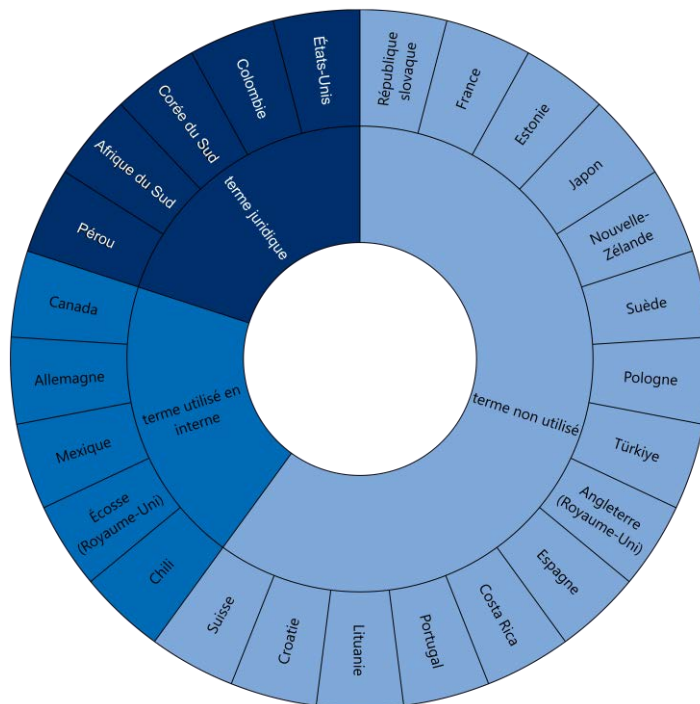 République
slovaque
France
Estonie
Japon
Nouvelle-
Zélande
Suède
Pologne
Türkiye
Angleterre
(Royaume-Uni)
Espagne
Costa Rica
Portugal
Lituanie
Croatie
Suisse
Chili
Écosse
(Royaume-Uni)
Mexique
Allemagne
Canada
Pérou
Afrique du Sud
Corée du Sud
Colombie
États-Unis
terme juridique
terme utilisé en
interne
terme non utilisé